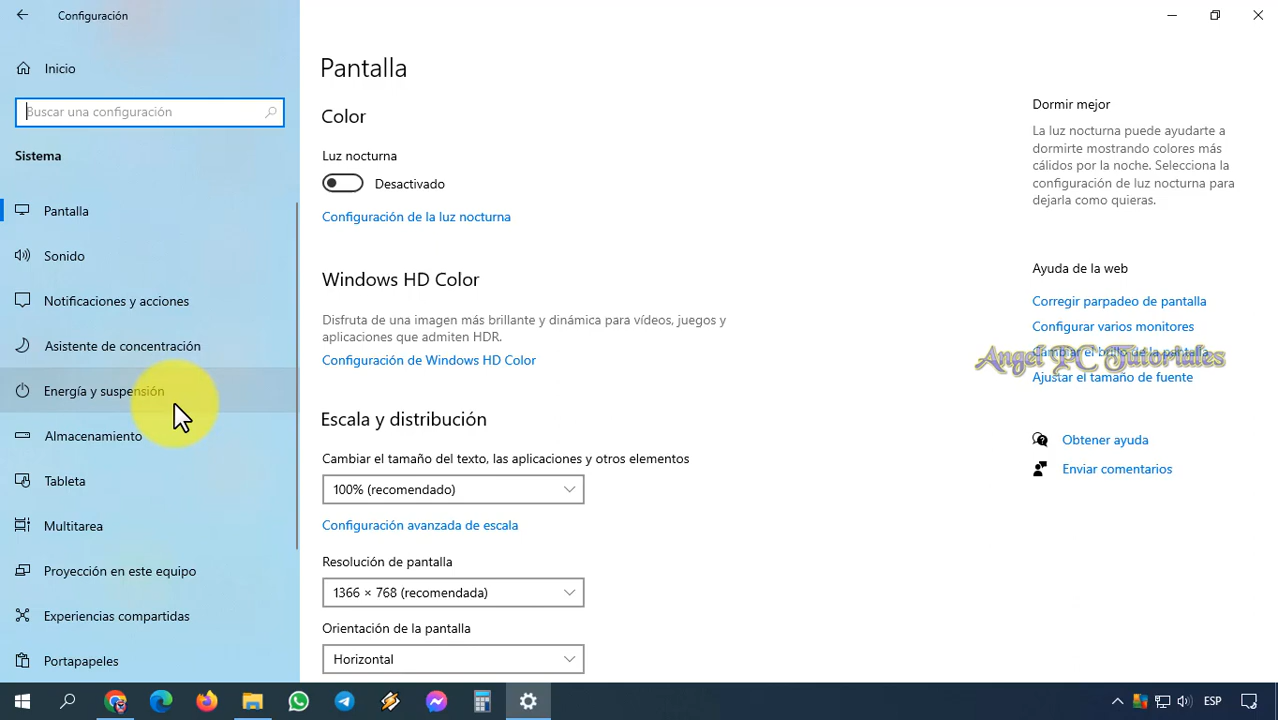 Configuración
Inicio
Buscar una configuración
Sistema
Pantalla
Sonido
Notificaciones y acciones
Asistente de concentración
Energía y suspensión
Almacenamiento
Tableta
Multitarea
Proyección en este equipo
Experiencias compartidas
Portapapeles
Pantalla
Color
Luz nocturna
Desactivado
Configuración de la luz nocturna
Windows HD Color
Disfruta de una imagen más brillante y dinámica para vídeos, juegos y
aplicaciones que admiten HDR.
Configuración de Windows HD Color
Escala y distribución
Cambiar el tamaño del texto, las aplicaciones y otros elementos
100% (recomendado)
Configuración avanzada de escala
Resolución de pantalla
1366 × 768 (recomendada)
Orientación de la pantalla
Horizontal
Dormir mejor
La luz nocturna puede ayudarte a
dormirte mostrando colores más
cálidos por la noche. Selecciona la
configuración de luz nocturna para
dejarla como quieras.
Ayuda de la web
Corregir parpadeo de pantalla
Configurar varios monitores
Cambiar el brillo de la pantalla
Angel PC Tutoriales
Ajustar el tamaño de fuente
Obtener ayuda
Enviar comentarios
ESP